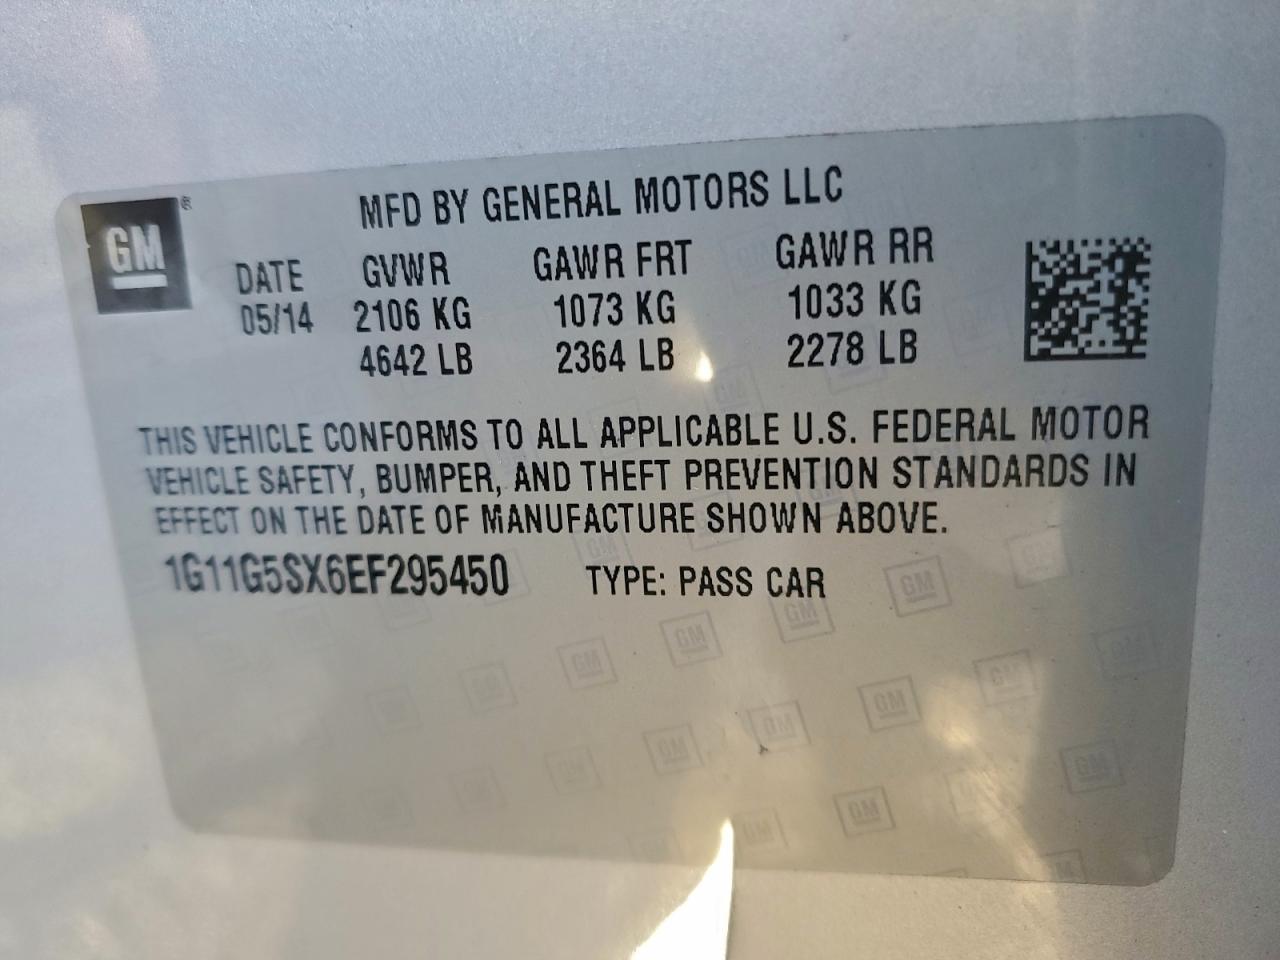 GM®
MFD BY GENERAL MOTORS LLC
DATE GVWR GAWR FRT GAWR RR
05/14 2106 KG 1073 KG 1033 KG
4642 LB 2364 LB 2278 LB
THIS VEHICLE CONFORMS TO ALL APPLICABLE U.S. FEDERAL MOTOR
VEHICLE SAFETY, BUMPER, AND THEFT PREVENTION STANDARDS IN
EFFECT ON THE DATE OF MANUFACTURE SHOWN ABOVE.
1G11G5SX6EF295450 TYPE: PASS CAR